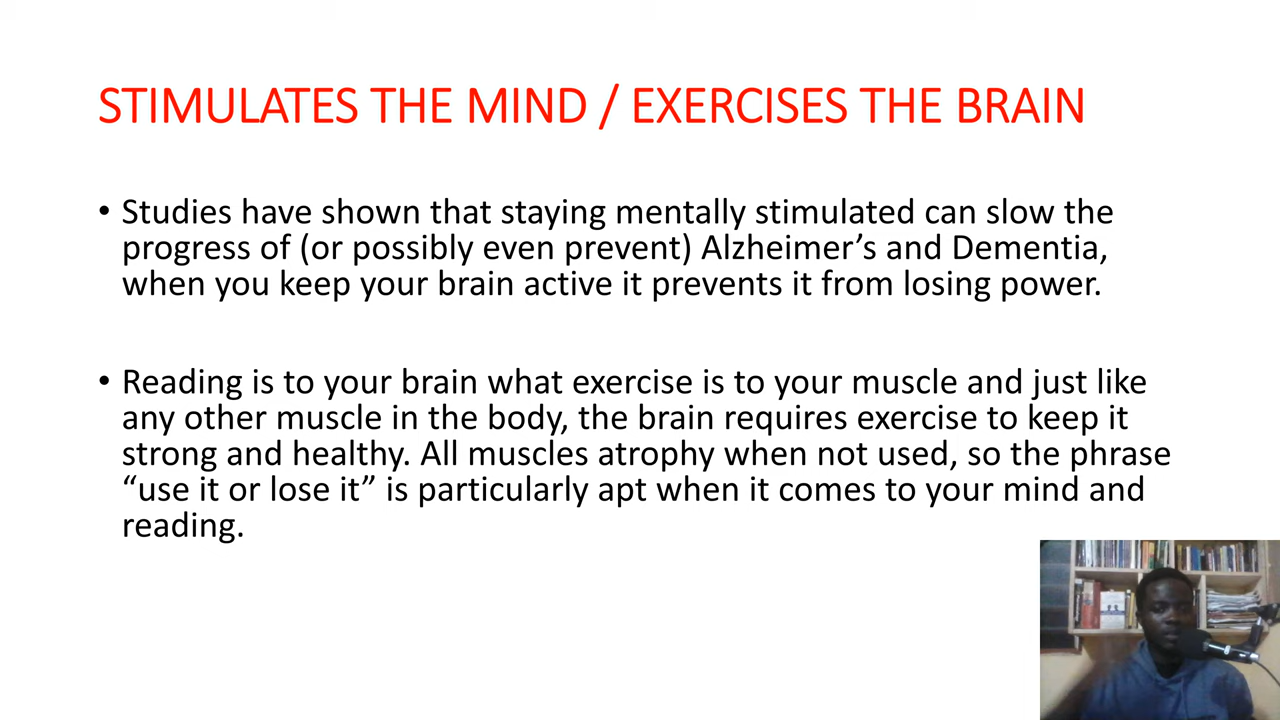 STIMULATES THE MIND / EXERCISES THE BRAIN
• Studies have shown that staying mentally stimulated can slow the
progress of (or possibly even prevent) Alzheimer’s and Dementia,
when you keep your brain active it prevents it from losing power.
• Reading is to your brain what exercise is to your muscle and just like
any other muscle in the body, the brain requires exercise to keep it
strong and healthy. All muscles atrophy when not used, so the phrase
“use it or lose it” is particularly apt when it comes to your mind and
reading.